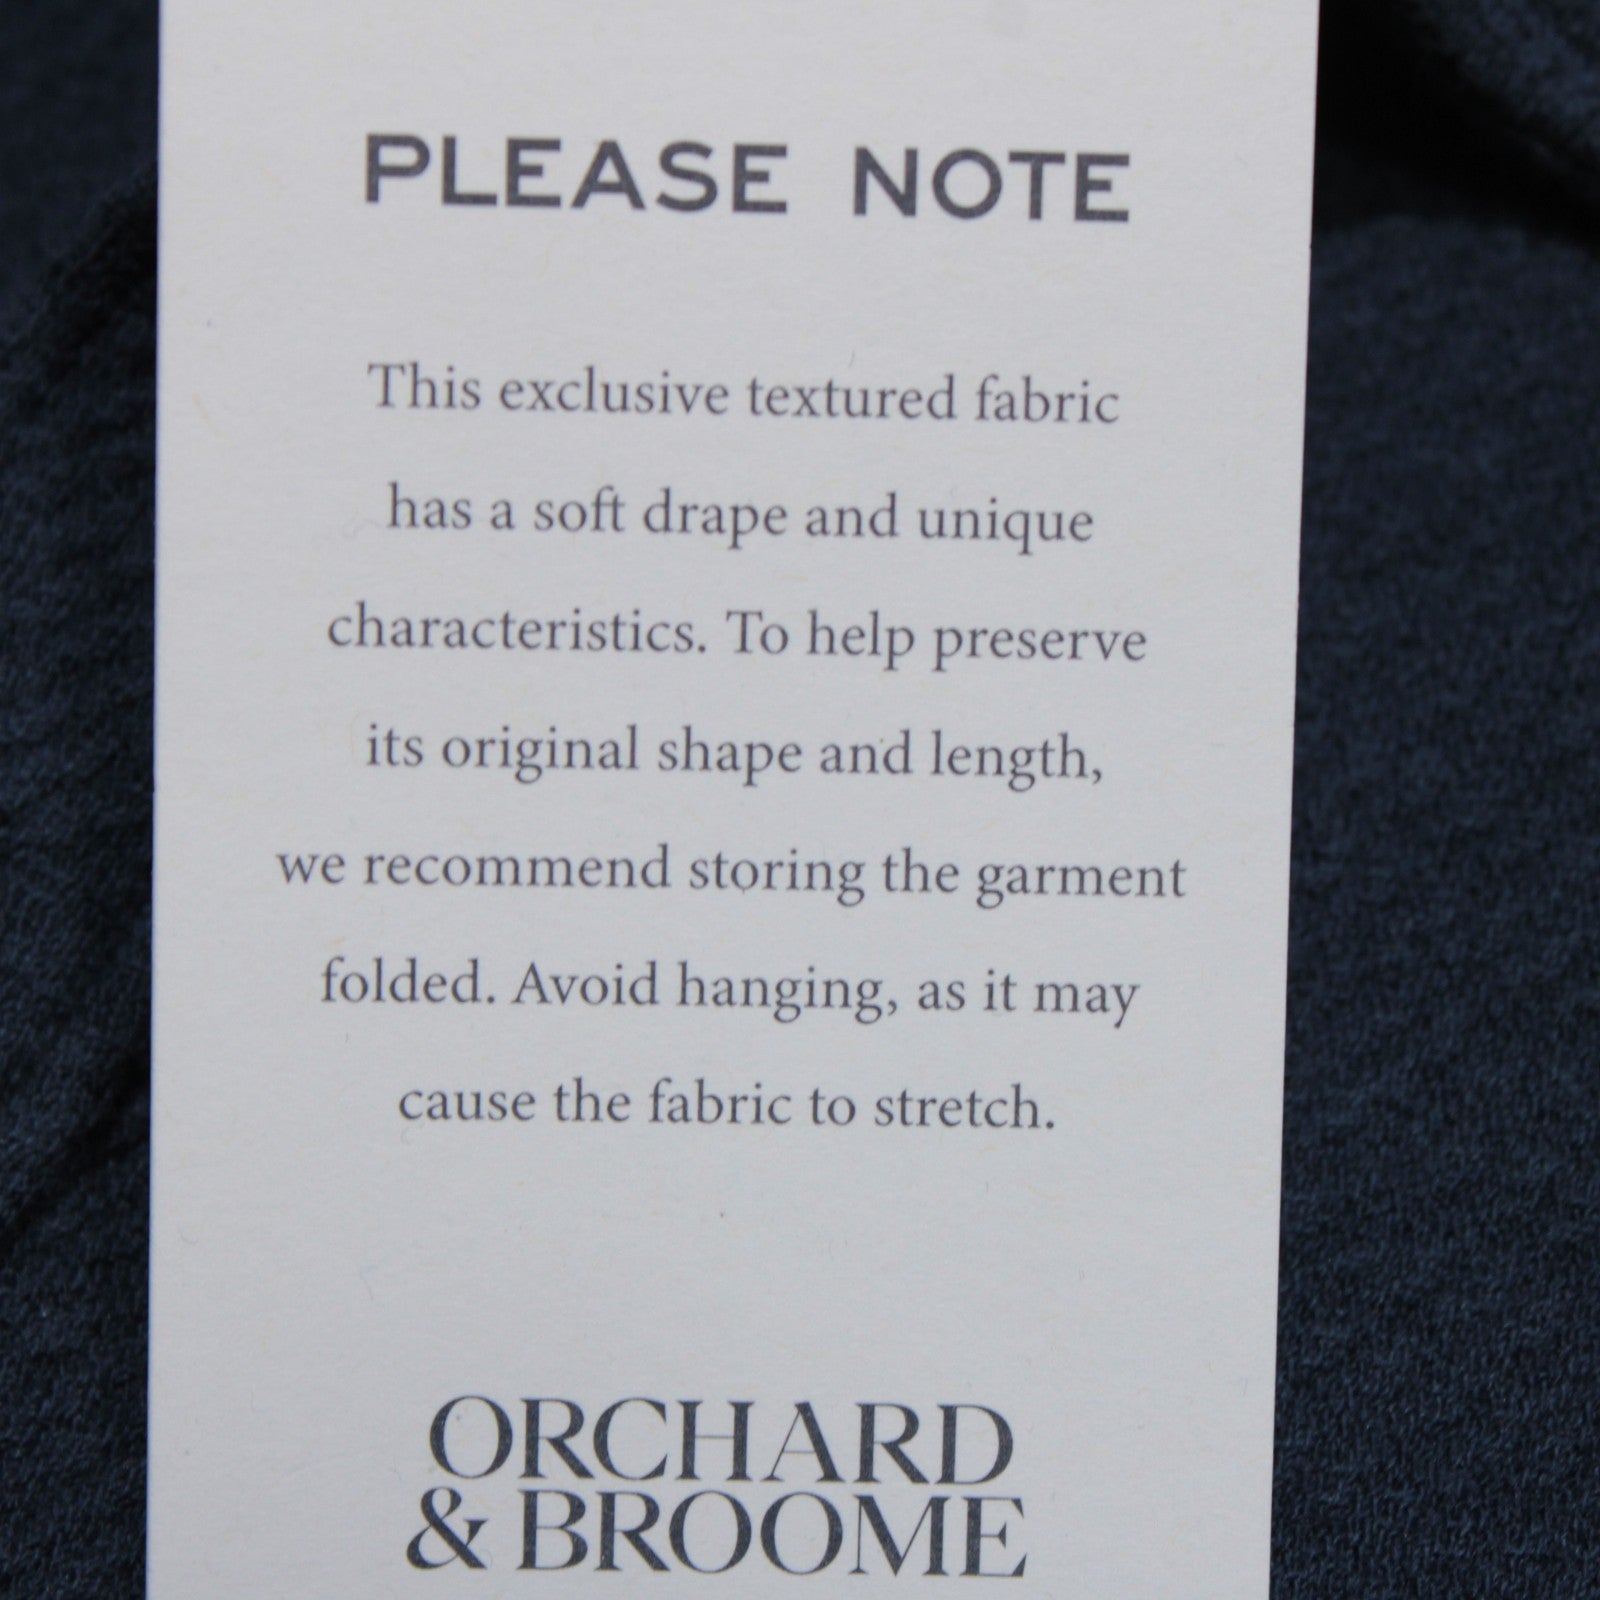 PLEASE NOTE
This exclusive textured fabric
has a soft drape and unique
characteristics. To help preserve
its original shape and length,
we recommend storing the garment
folded. Avoid hanging, as it may
cause the fabric to stretch.
ORCHARD
& BROOME